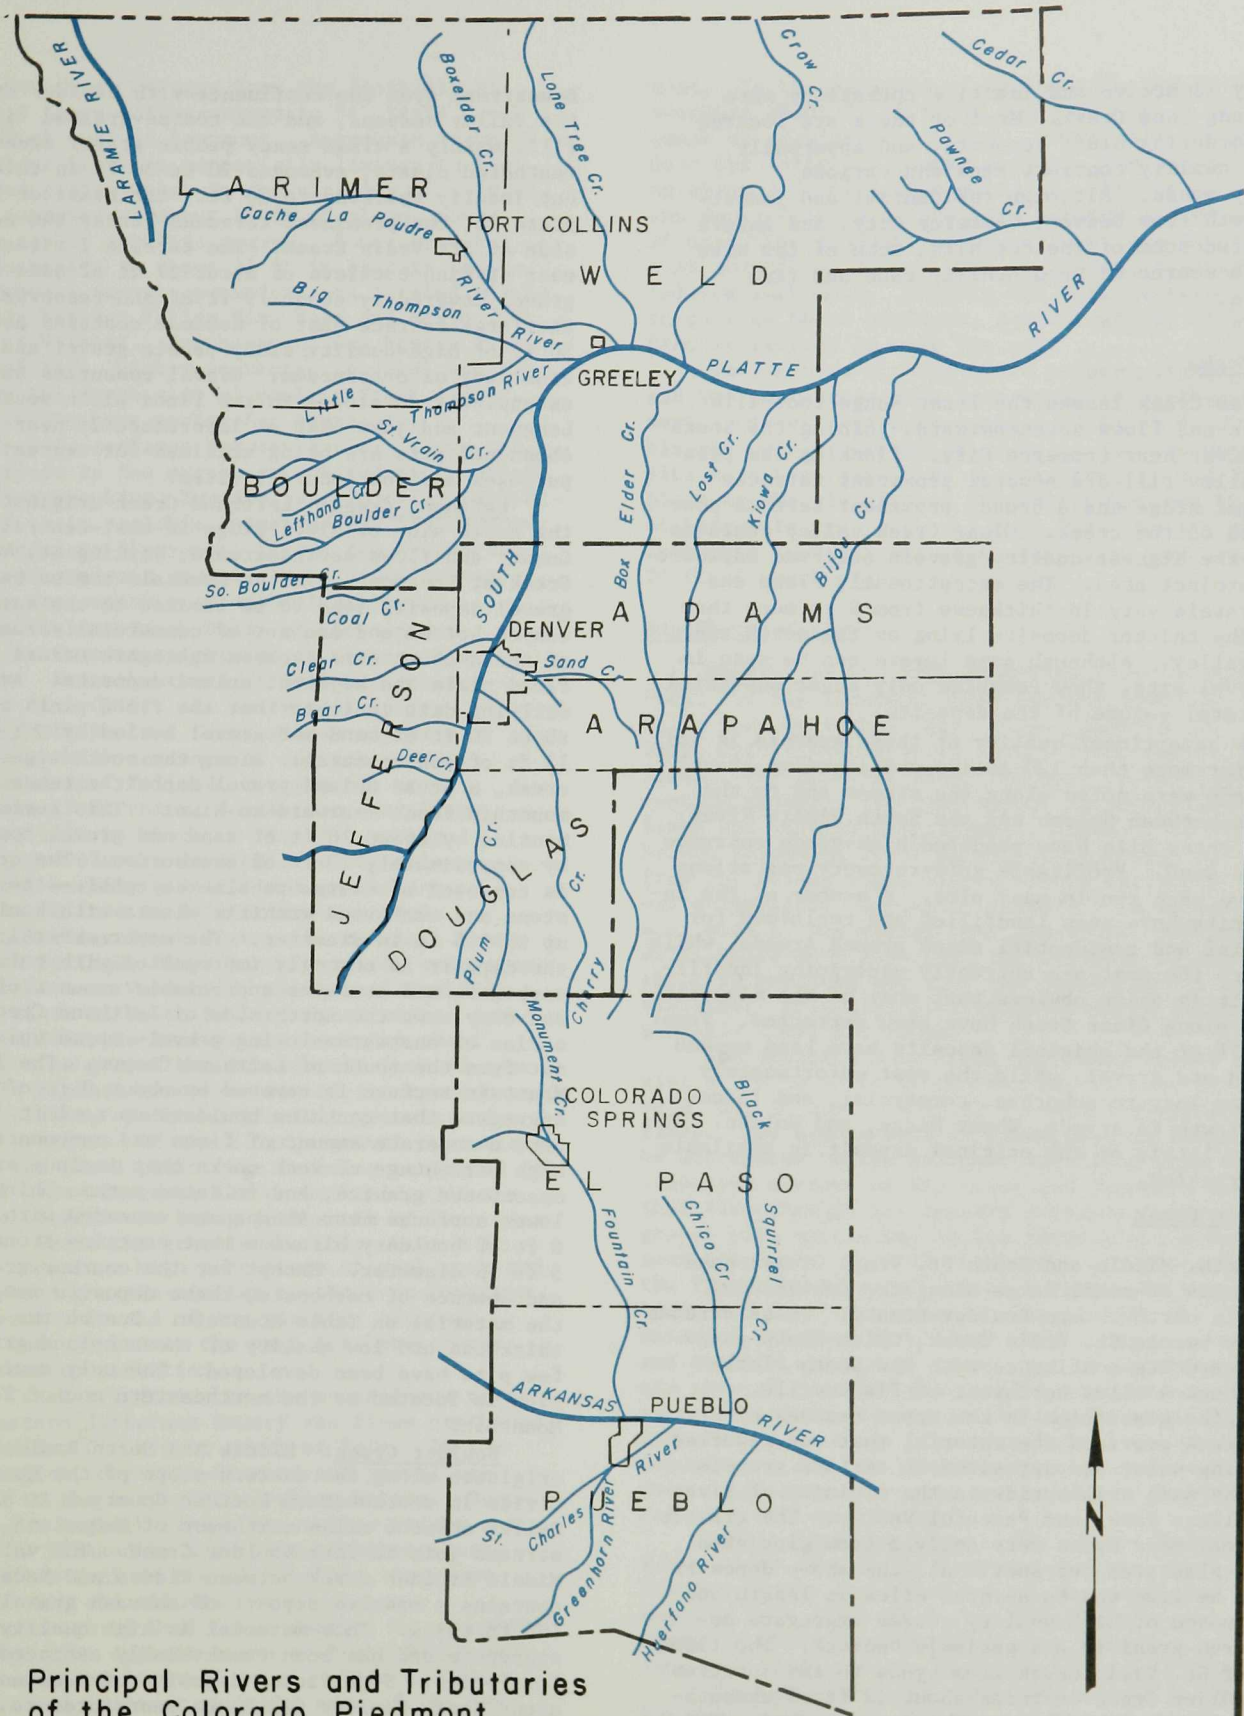 LARAMIE RIVER
Boxelder Cr.
Lone Tree Cr.
Crow Cr.
Cedar Cr.
Pawnee Cr.
LARIMER
Cache La Poudre River
FORT COLLINS
WELD
Big Thompson River
RIVER
PLATTE
GREELEY
Little Thompson River
St. Vrain Cr.
BOULDER
Lefthand Cr.
Boulder Cr.
So. Boulder Cr.
Coal Cr.
Box Elder Cr.
Lost Cr.
Kiowa Cr.
Bijou Cr.
SOUTH
ADAMS
DENVER
Clear Cr.
Sand Cr.
JEFFERSON
Bear Cr.
ARAPAHOE
Deer Cr.
DOUGLAS
Plum Cr.
Cherry Cr.
Monument Cr.
COLORADO
SPRINGS
Black Squirrel Cr.
EL PASO
Fountain Cr
Chico Cr
ARKANSAS RIVER
PUEBLO
PUEBLO
St. Charles River
Greenhorn River
Huerfano River
N
Principal Rivers and Tributaries
of the Colorado Piedmont